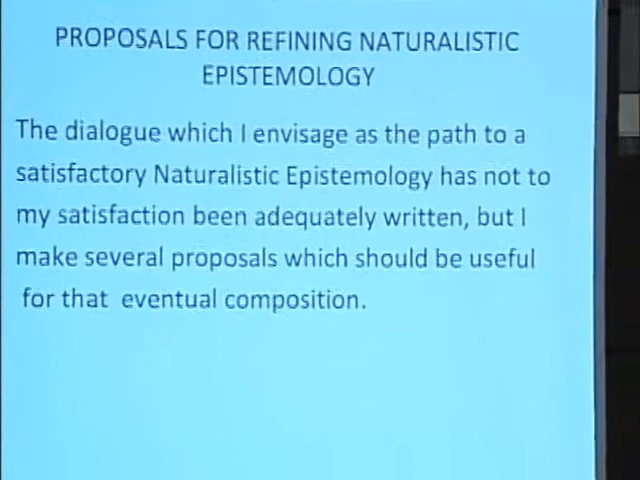 PROPOSALS FOR REFINING NATURALISTIC
EPISTEMOLOGY
The dialogue which I envisage as the path to a
satisfactory Naturalistic Epistemology has not to
my satisfaction been adequately written, but I
make several proposals which should be useful
for that eventual composition.